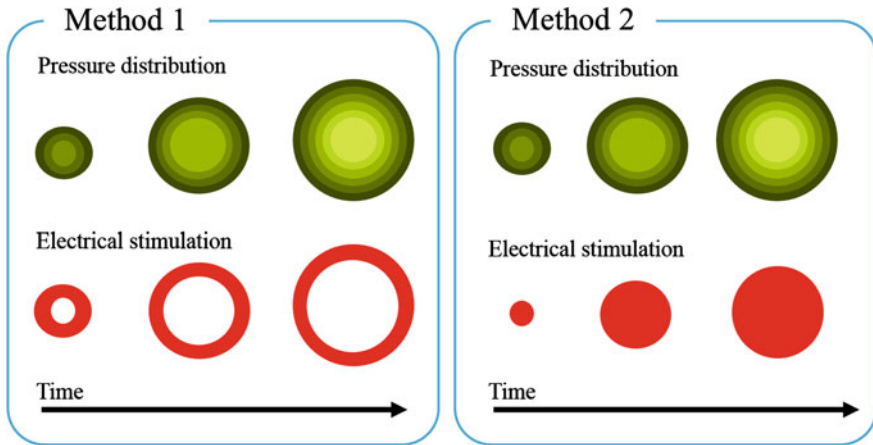 Method 1
Pressure distribution
Electrical stimulation
Time
Method 2
Pressure distribution
Electrical stimulation
Time